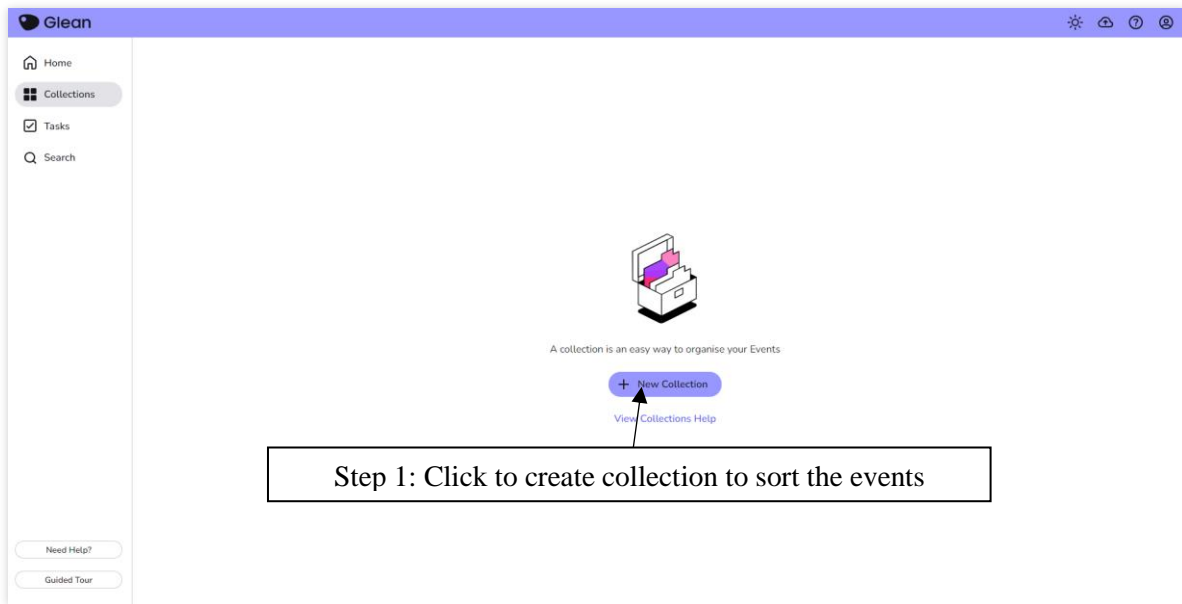 Glean
Home
Collections
Tasks
Search
A collection is an easy way to organise your Events
+ New Collection
View Collections Help
Step 1: Click to create collection to sort the events
Need Help?
Guided Tour